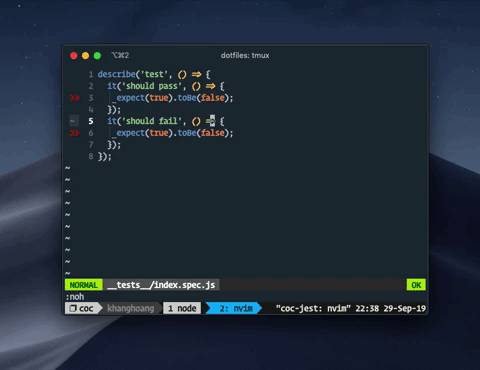 ⌥⌘2 dotfiles: tmux
1 describe('test', () => {
2 it('should pass', () => {
>> 3 _expect(true).toBe(false);
4 });
~ 5 it('should fail', () => {
>> 6 _expect(true).toBe(false);
7 });
8 });
~
~
~
~
~
~
~
~
~
~
NORMAL __tests__/index.spec.js OK
:noh
coc khanghoang 1 node 2: nvim "coc-jest: nvim" 22:38 29-Sep-19